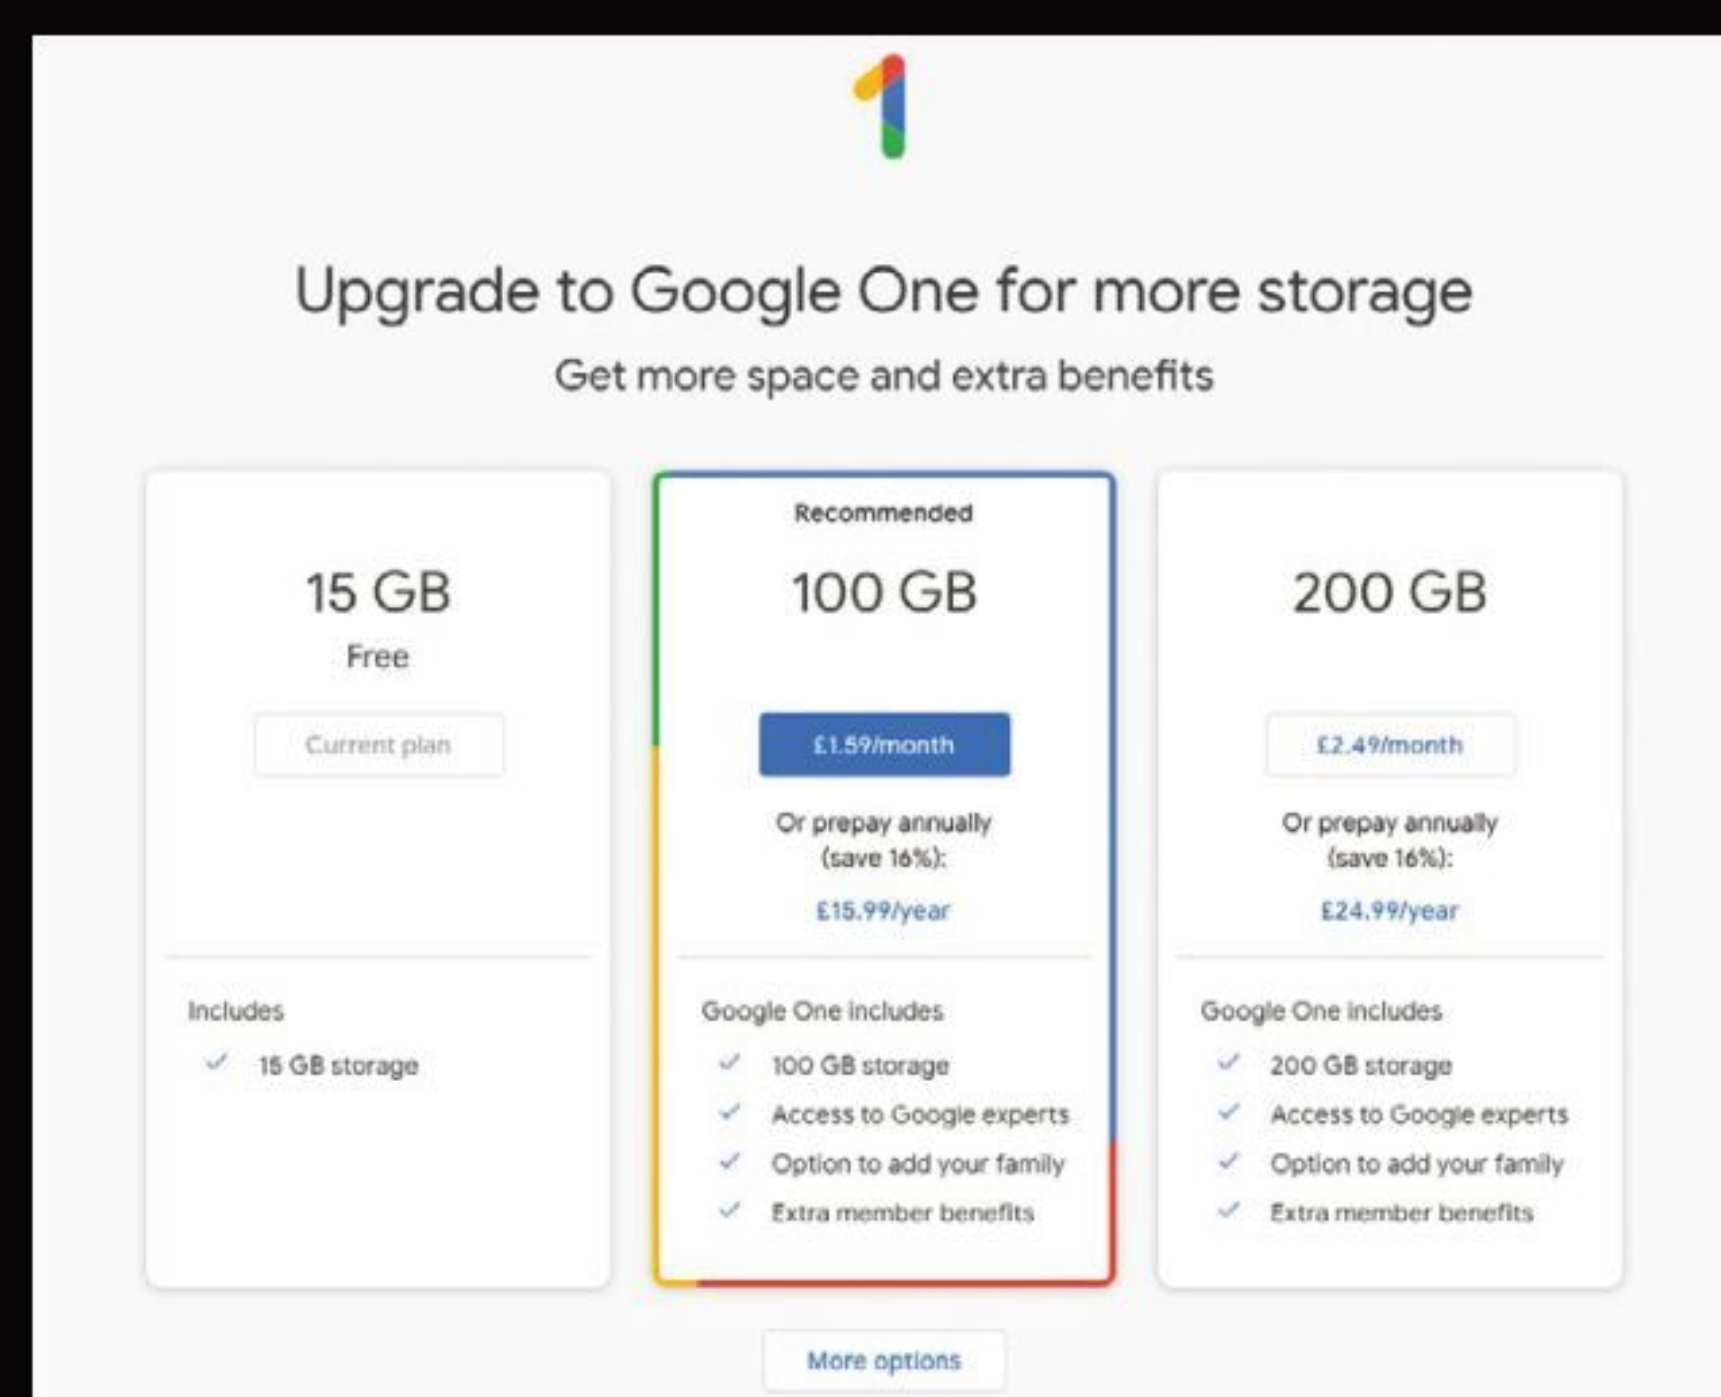 Upgrade to Google One for more storage
Get more space and extra benefits
15 GB
Free
Current plan
Includes
15 GB storage
Recommended
100 GB
£1.59/month
Or prepay annually
(save 16%):
£15.99/year
Google One includes
100 GB storage
Access to Google experts
Option to add your family
Extra member benefits
200 GB
£2.49/month
Or prepay annually
(save 16%):
£24.99/year
Google One includes
200 GB storage
Access to Google experts
Option to add your family
Extra member benefits
More options